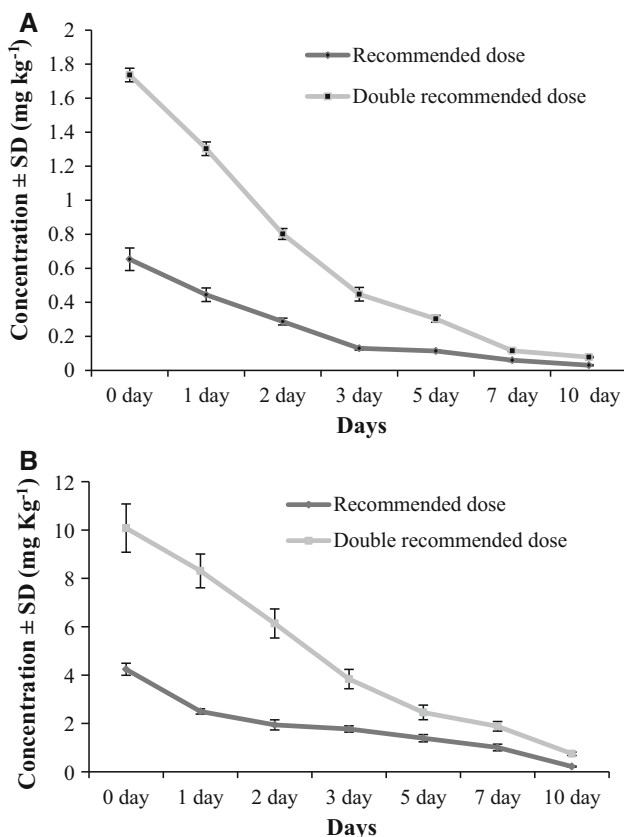 A
Concentration ± SD (mg kg⁻¹)
2
1.8
1.6
1.4
1.2
1
0.8
0.6
0.4
0.2
0
Recommended dose
Double recommended dose
0 day 1 day 2 day 3 day 5 day 7 day 10 day
Days
B
Concentration ± SD (mg Kg⁻¹)
12
10
8
6
4
2
0
Recommended dose
Double recommended dose
0 day 1 day 2 day 3 day 5 day 7 day 10 day
Days